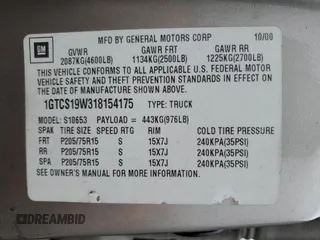 GM
MFD BY GENERAL MOTORS CORP 10/00
GVWR GAWR FRT GAWR RR
2087KG(4600LB) 1134KG(2500LB) 1225KG(2700LB)
THIS VEHICLE CONFORMS TO ALL APPLICABLE U.S. FEDERAL MOTOR
VEHICLE SAFETY AND THEFT PREVENTION STANDARDS IN EFFECT ON
THE DATE OF MANUFACTURE SHOWN ABOVE.
1GTCS19W318154175 TYPE: TRUCK
MODEL: S10653 PAYLOAD = 443KG(976LB)
SPAK TIRE SIZE SPEED RTG RIM COLD TIRE PRESSURE
FRT P205/75R15 S 15X7J 240KPA(35PSI)
RR P205/75R15 S 15X7J 240KPA(35PSI)
SPA P205/75R15 S 15X7J 240KPA(35PSI)
SEE OWNER'S MANUAL FOR MORE INFORMATION.
© DREAMBID